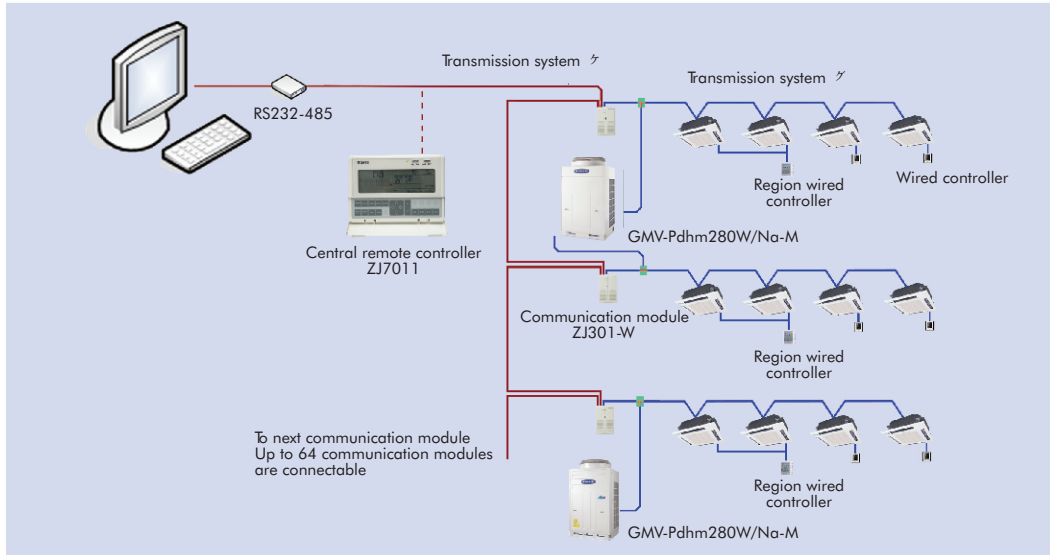 Transmission system ケ
Transmission system ケ
RS232-485
Region wired
controller
Wired controller
GMV-Pdhm280W/Na-M
Central remote controller
ZJ7011
Communication module
ZJ301-W
Region wired
controller
To next communication module
Up to 64 communication modules
are connectable
Region wired
controller
GMV-Pdhm280W/Na-M